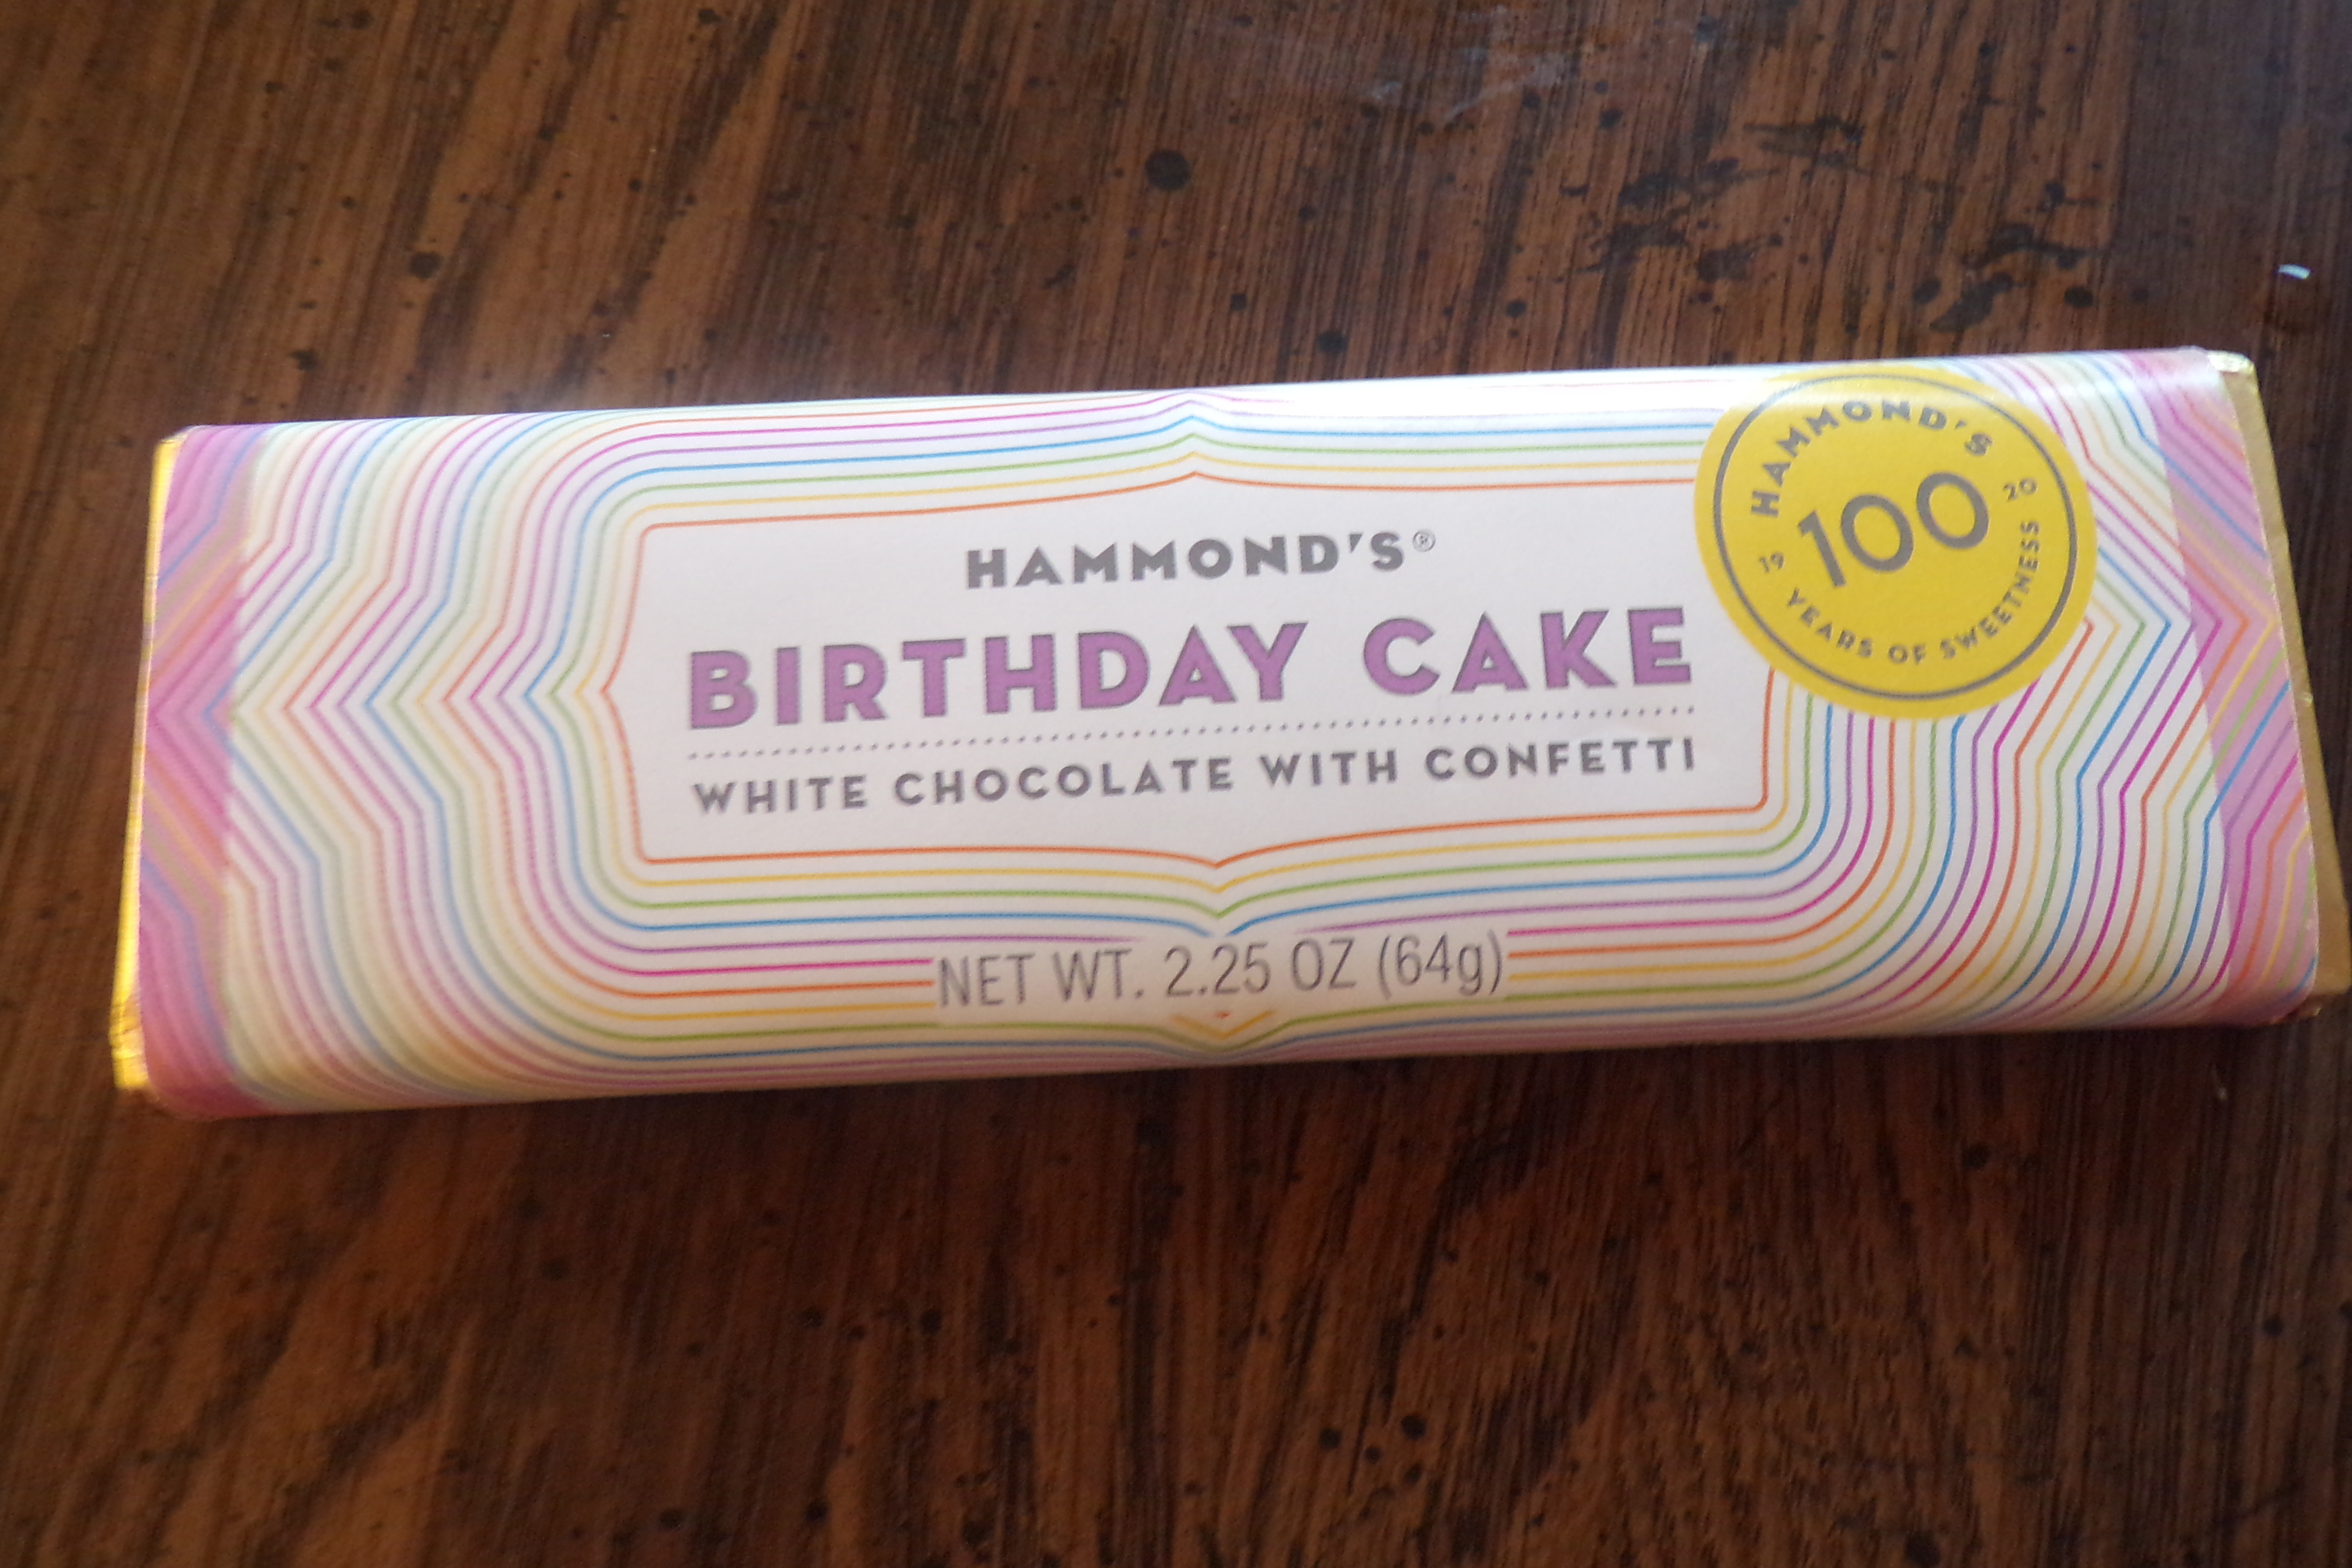 HAMMOND'S®
BIRTHDAY CAKE
WHITE CHOCOLATE WITH CONFETTI
NET WT. 2.25 OZ (64g)
HAMMOND'S
19 100 20
YEARS OF SWEETNESS